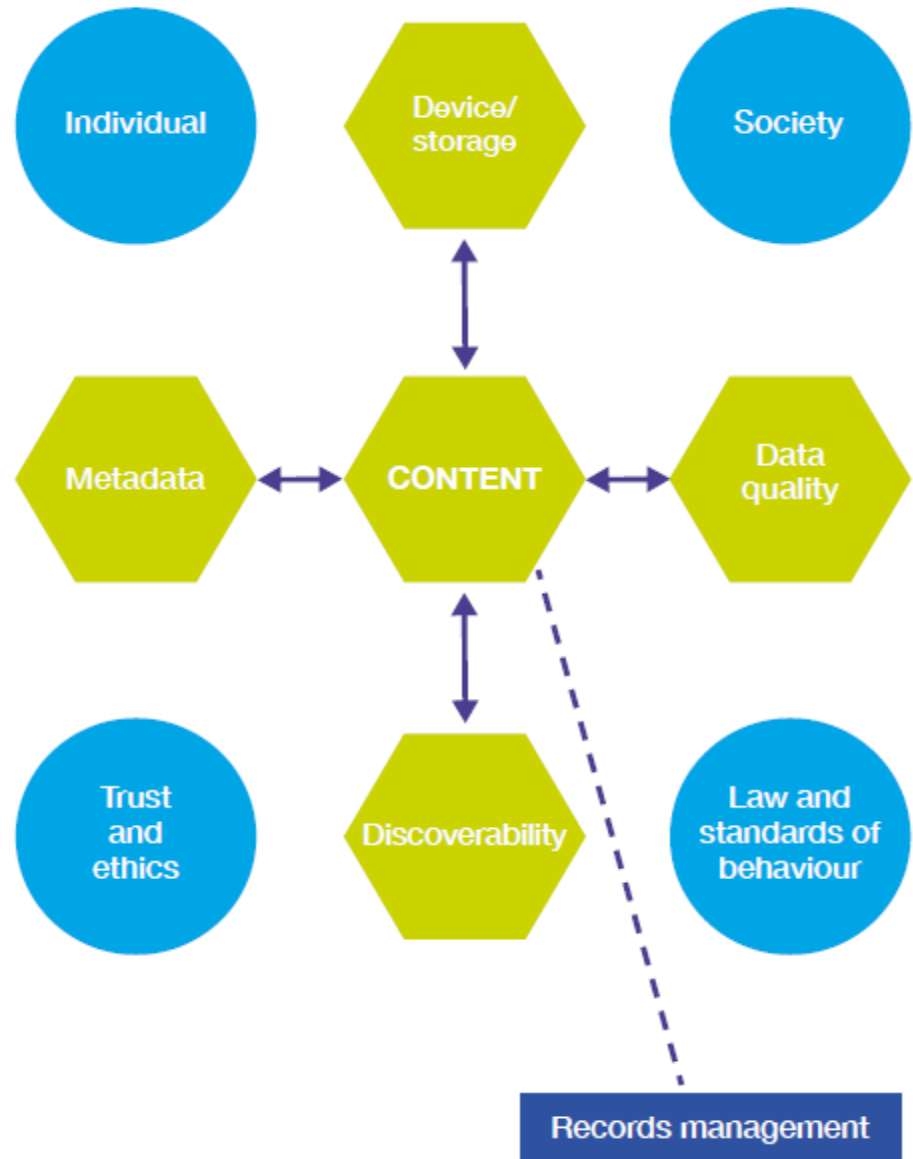 Individual
Device/
storage
Society
Metadata
CONTENT
Data
quality
Trust
and
ethics
Discoverability
Law and
standards of
behaviour
Records management